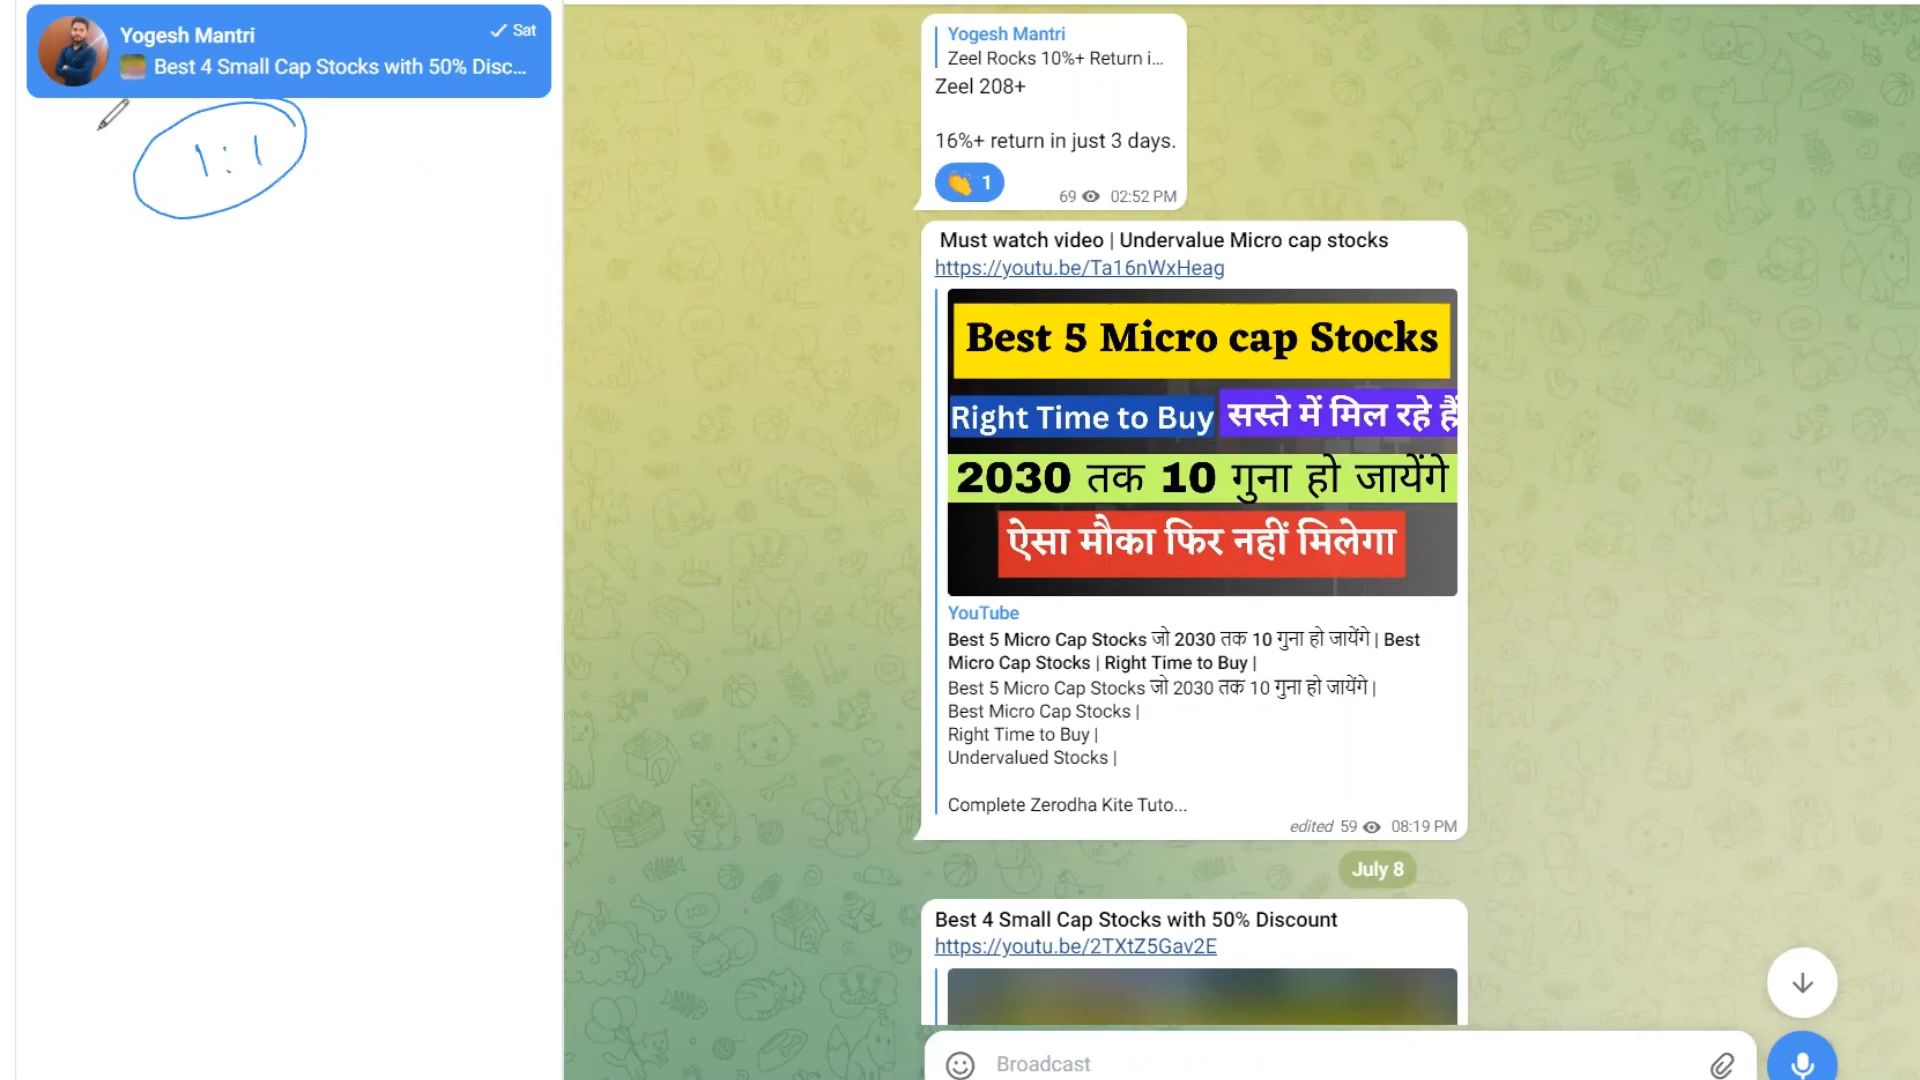 Yogesh Mantri
Sat
Best 4 Small Cap Stocks with 50% Disc...
1:1
Yogesh Mantri
Zeel Rocks 10%+ Return i...
Zeel 208+
16%+ return in just 3 days.
1
69 02:52 PM
Must watch video | Undervalue Micro cap stocks
https://youtu.be/Ta16nWxHeag
Best 5 Micro cap Stocks
Right Time to Buy सस्ते में मिल रहे हैं
2030 तक 10 गुना हो जायेंगे
ऐसा मौका फिर नहीं मिलेगा
YouTube
Best 5 Micro Cap Stocks जो 2030 तक 10 गुना हो जायेंगे | Best
Micro Cap Stocks | Right Time to Buy |
Best 5 Micro Cap Stocks जो 2030 तक 10 गुना हो जायेंगे |
Best Micro Cap Stocks |
Right Time to Buy |
Undervalued Stocks |
Complete Zerodha Kite Tuto...
edited 59 08:19 PM
July 8
Best 4 Small Cap Stocks with 50% Discount
https://youtu.be/2TXtZ5Gav2E
Broadcast